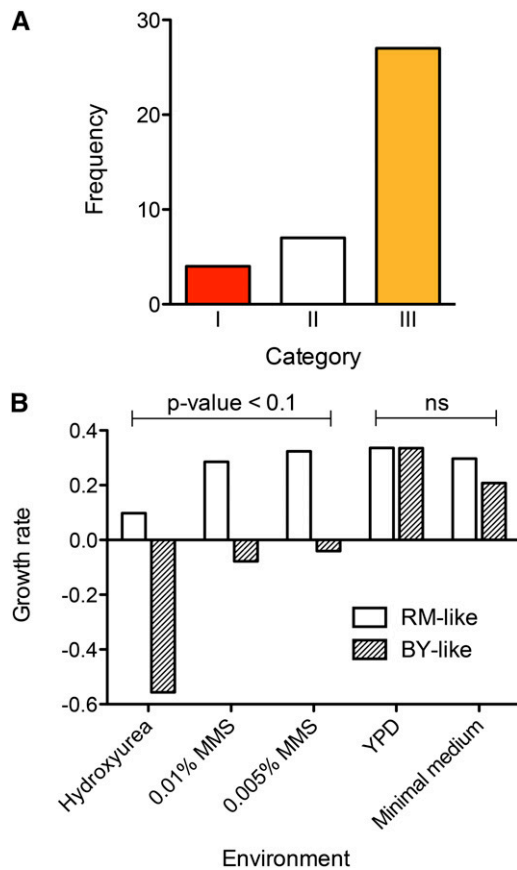 A
30
20
10
0
Frequency
I II III
Category
B
p-value < 0.1 ns
0.4
0.2
0.0
-0.2
-0.4
-0.6
Growth rate
RM-like
BY-like
Hydroxyurea
0.01% MMS
0.005% MMS
YPD
Minimal medium
Environment